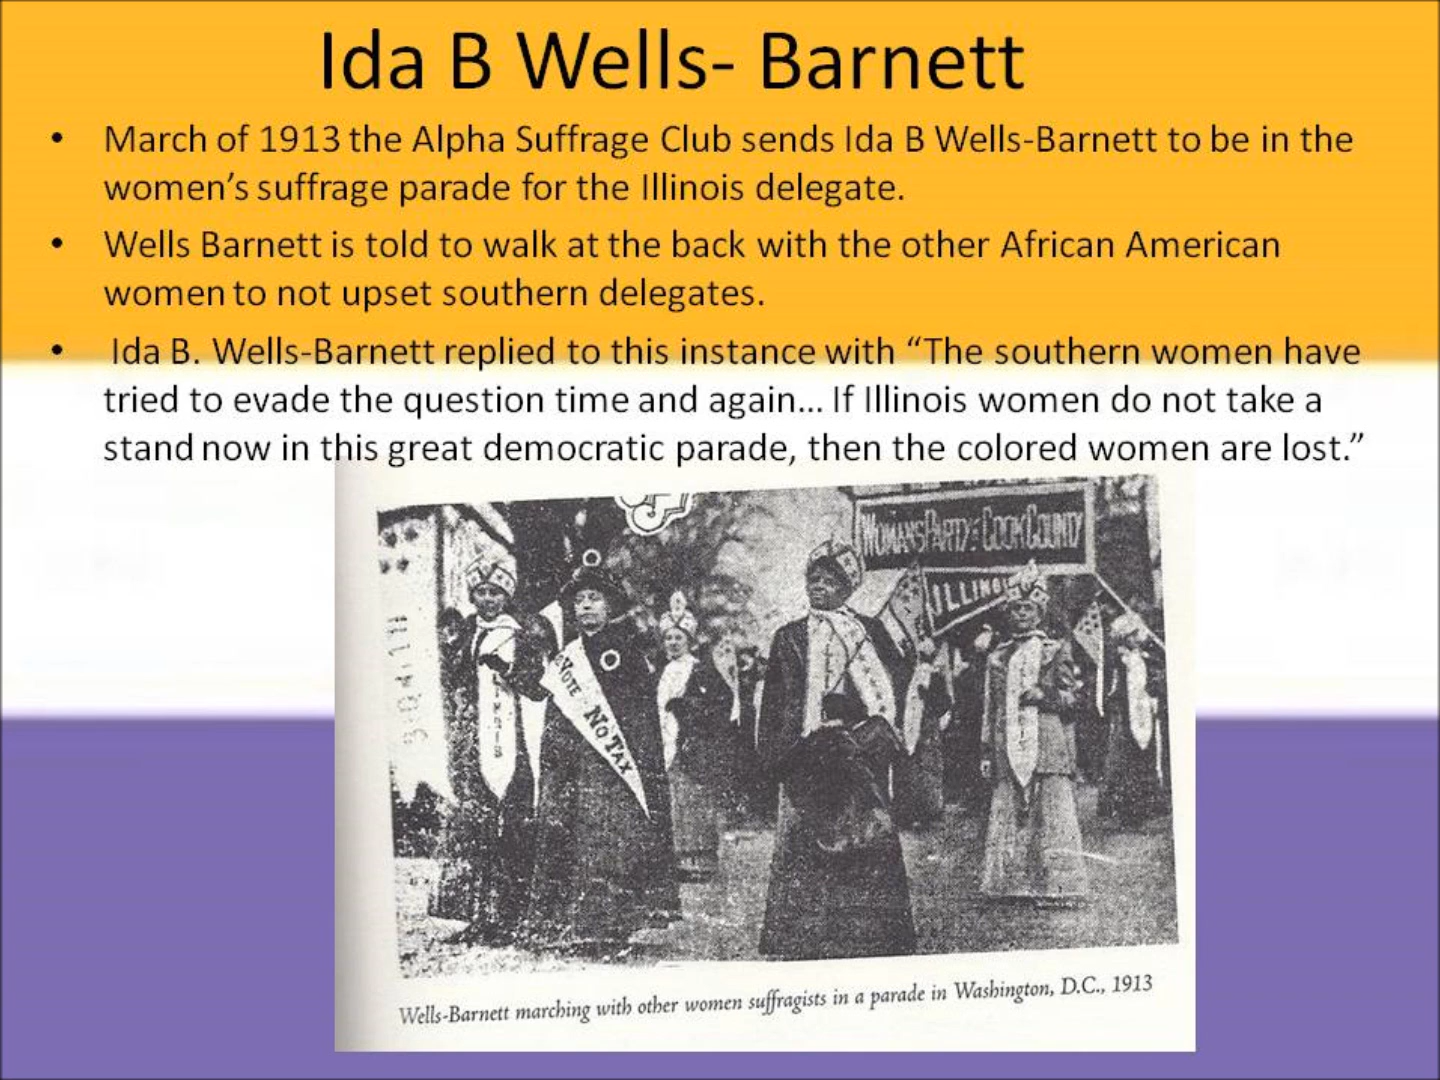 Ida B Wells- Barnett
• March of 1913 the Alpha Suffrage Club sends Ida B Wells-Barnett to be in the
women’s suffrage parade for the Illinois delegate.
• Wells Barnett is told to walk at the back with the other African American
women to not upset southern delegates.
• Ida B. Wells-Barnett replied to this instance with “The southern women have
tried to evade the question time and again... If Illinois women do not take a
stand now in this great democratic parade, then the colored women are lost.”
WOMANS PARTY COOK COUNTY
ILLINOIS
VOTE NO TAX
Wells-Barnett marching with other women suffragists in a parade in Washington, D.C., 1913